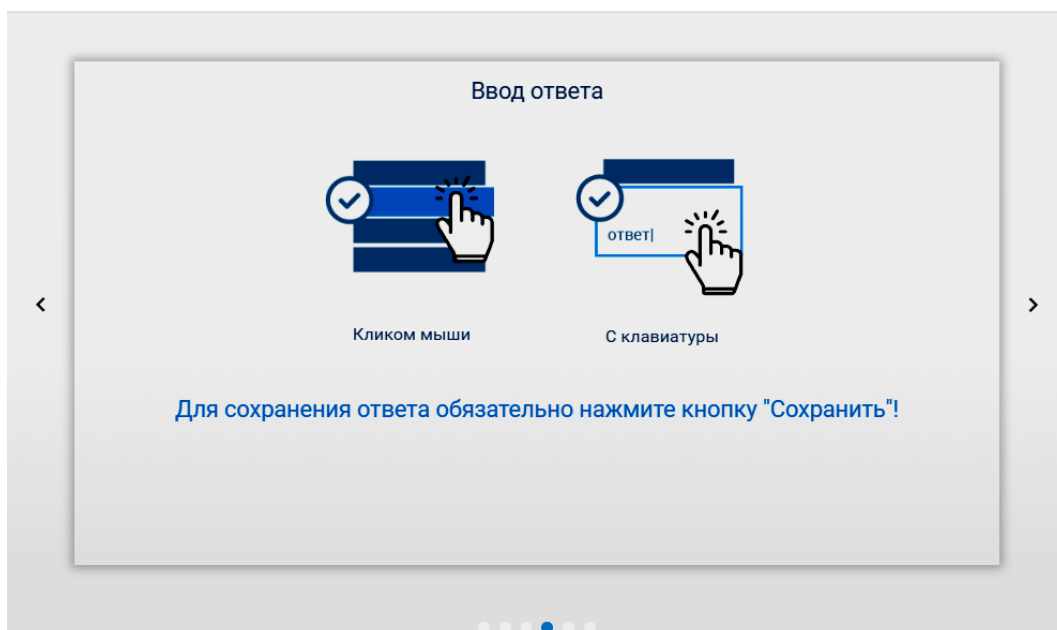 Ввод ответа
ответ
Кликом мыши
С клавиатуры
Для сохранения ответа обязательно нажмите кнопку "Сохранить"!